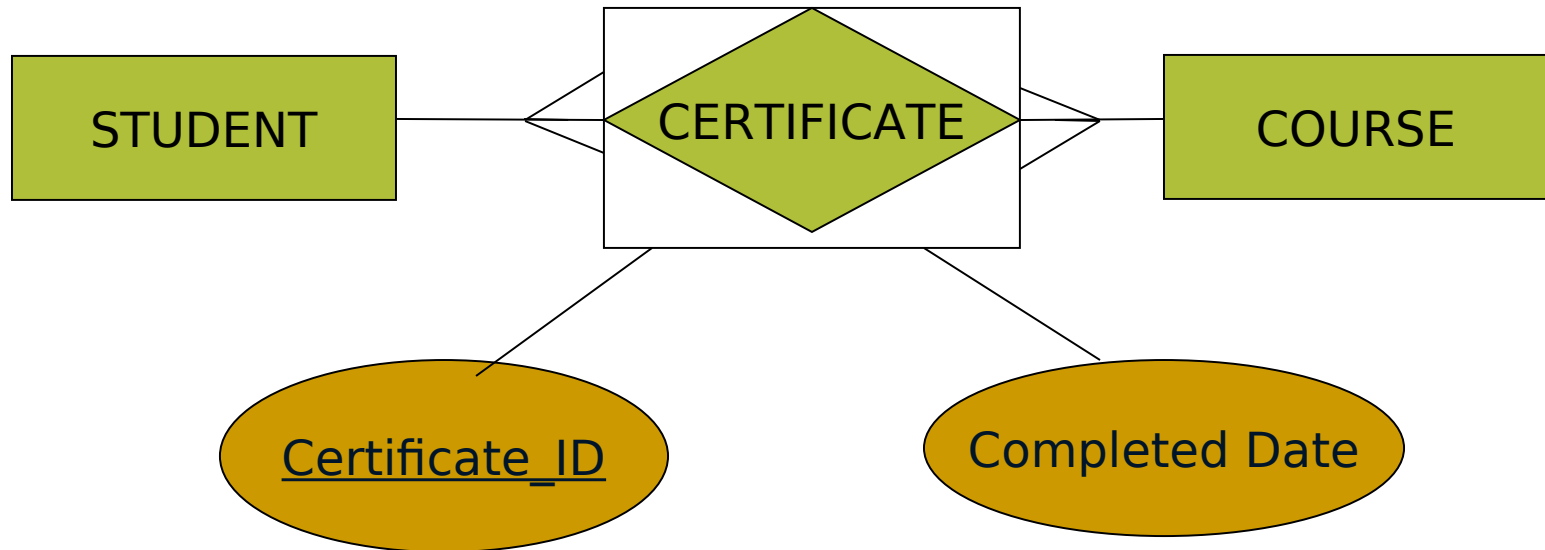 STUDENT
CERTIFICATE
COURSE
Certificate_ID
Completed Date